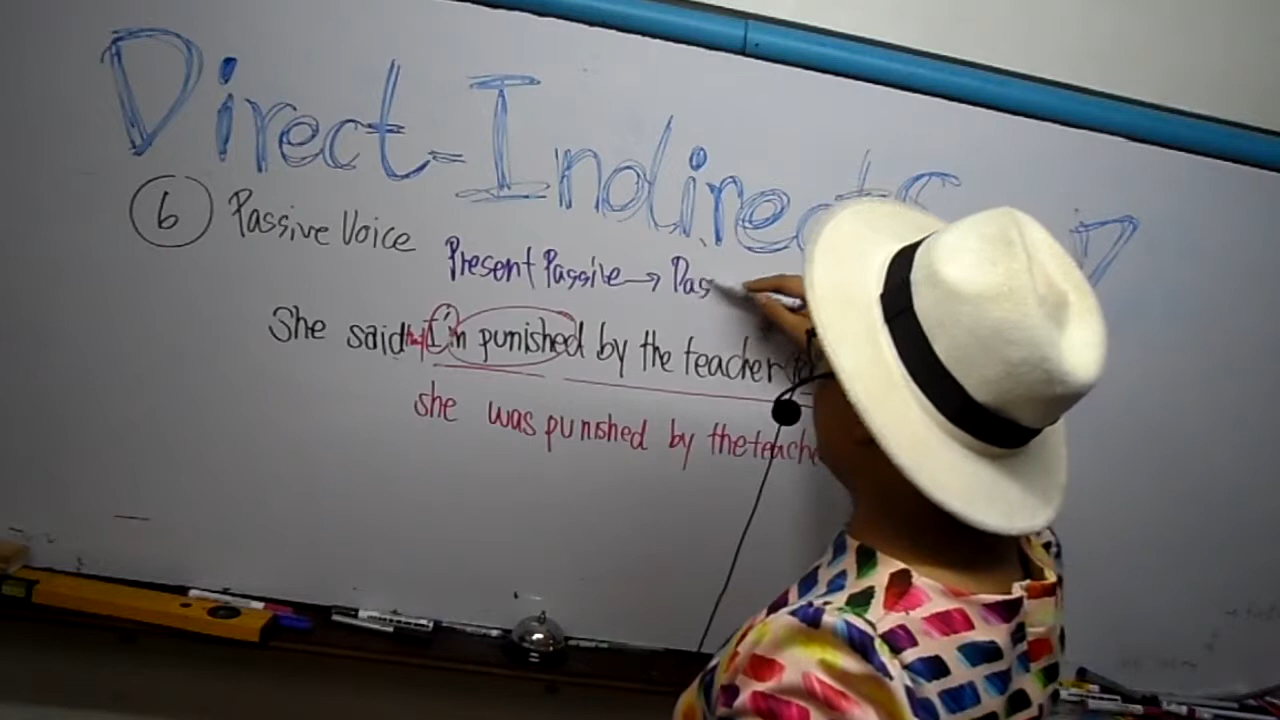 Direct-Indirect S
6 Passive Voice
Present Passive → Pas
She said that I'm punished by the teacher
she was punished by the teache